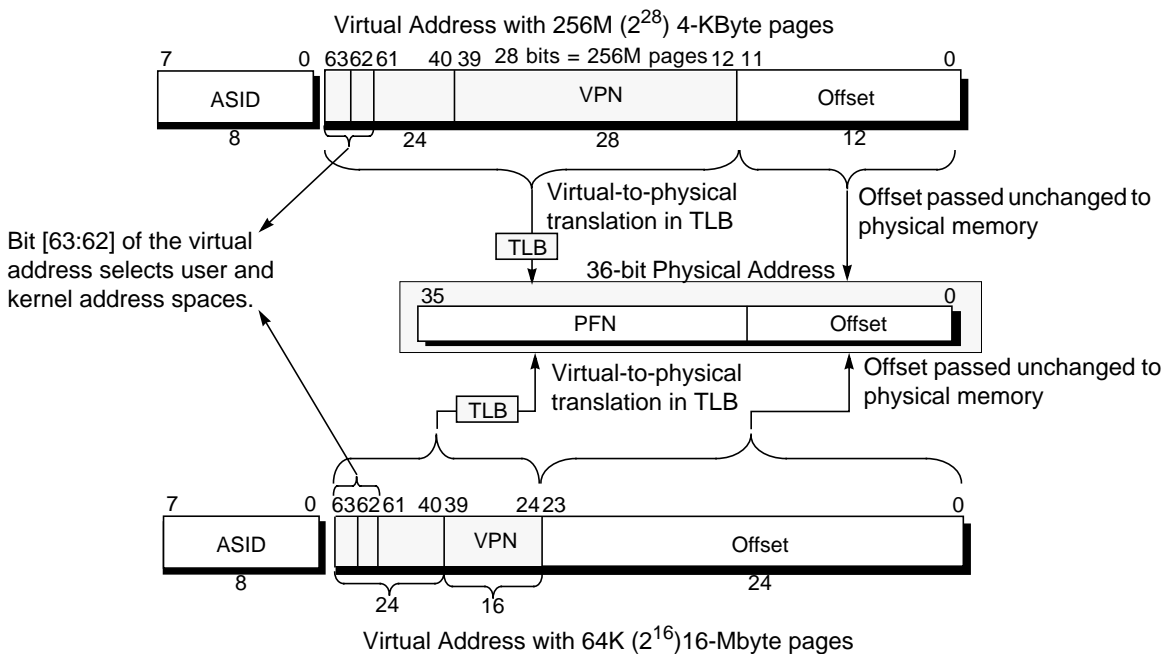 Virtual Address with 256M (2^28) 4-KByte pages
7 0 63 62 61 40 39 28 bits = 256M pages 12 11 0
ASID VPN Offset
8 24 28 12
Virtual-to-physical
translation in TLB
Offset passed unchanged to
physical memory
TLB
Bit [63:62] of the virtual
address selects user and
kernel address spaces.
36-bit Physical Address
35 0
PFN Offset
Virtual-to-physical
translation in TLB
Offset passed unchanged to
physical memory
TLB
7 0 63 62 61 40 39 24 23 0
ASID VPN Offset
8 24 16 24
Virtual Address with 64K (2^16)16-Mbyte pages